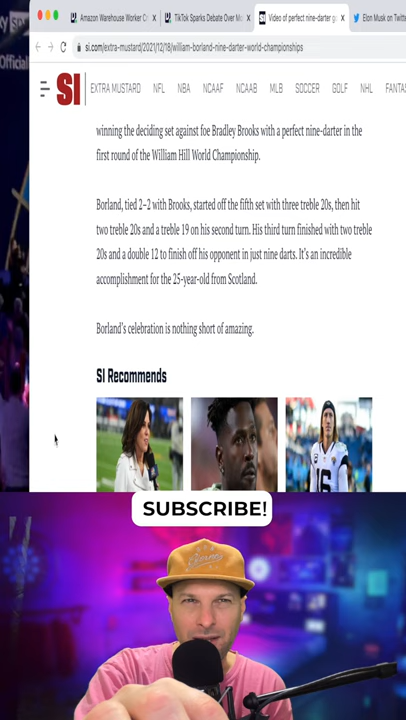 Official
Amazon Warehouse Worker C
TikTok Sparks Debate Over M
Video of perfect nine-darter g
Elon Musk on Twitte
si.com/extra-mustard/2021/12/18/william-borland-nine-darter-world-championships
SI EXTRA MUSTARD NFL NBA NCAAF NCAAB MLB SOCCER GOLF NHL FANTAS
winning the deciding set against foe Bradley Brooks with a perfect nine-darter in the
first round of the William Hill World Championship.
Borland, tied 2–2 with Brooks, started off the fifth set with three treble 20s, then hit
two treble 20s and a treble 19 on his second turn. His third turn finished with two treble
20s and a double 12 to finish off his opponent in just nine darts. It's an incredible
accomplishment for the 25-year-old from Scotland.
Borland's celebration is nothing short of amazing.
SI Recommends
16
SUBSCRIBE!